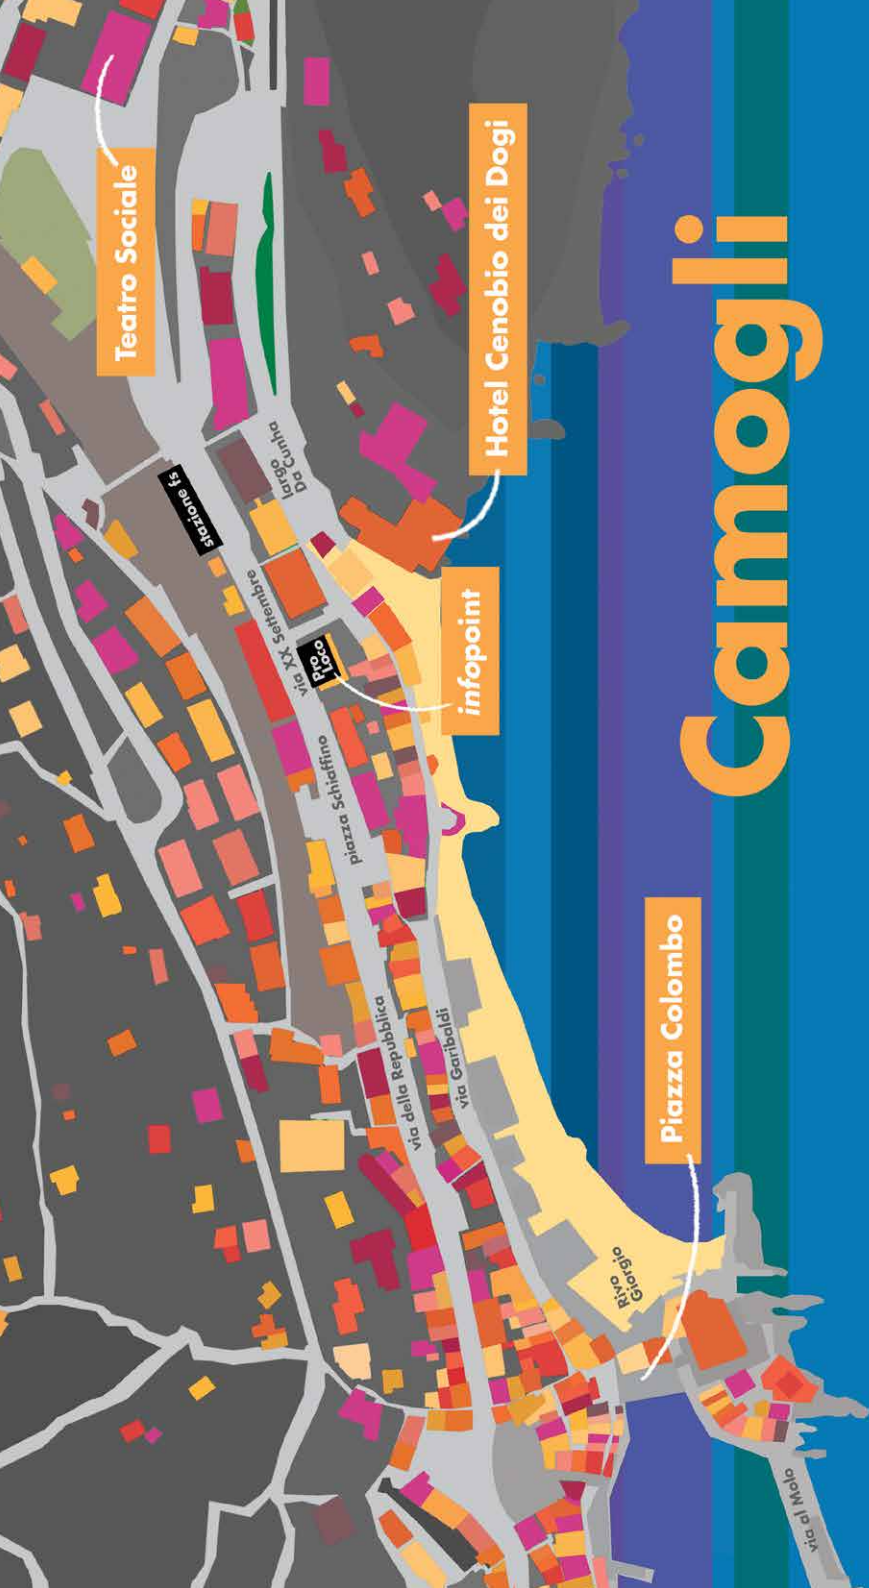 Teatro Sociale
Hotel Cenobio dei Dogi
stazione fs
largo
Da Cunha
via XX Settembre
Pro
Loco
infopoint
piazza Schiaffino
Camogli
via della Repubblica
via Garibaldi
Piazza Colombo
Rivo
Giorgio
via al Molo